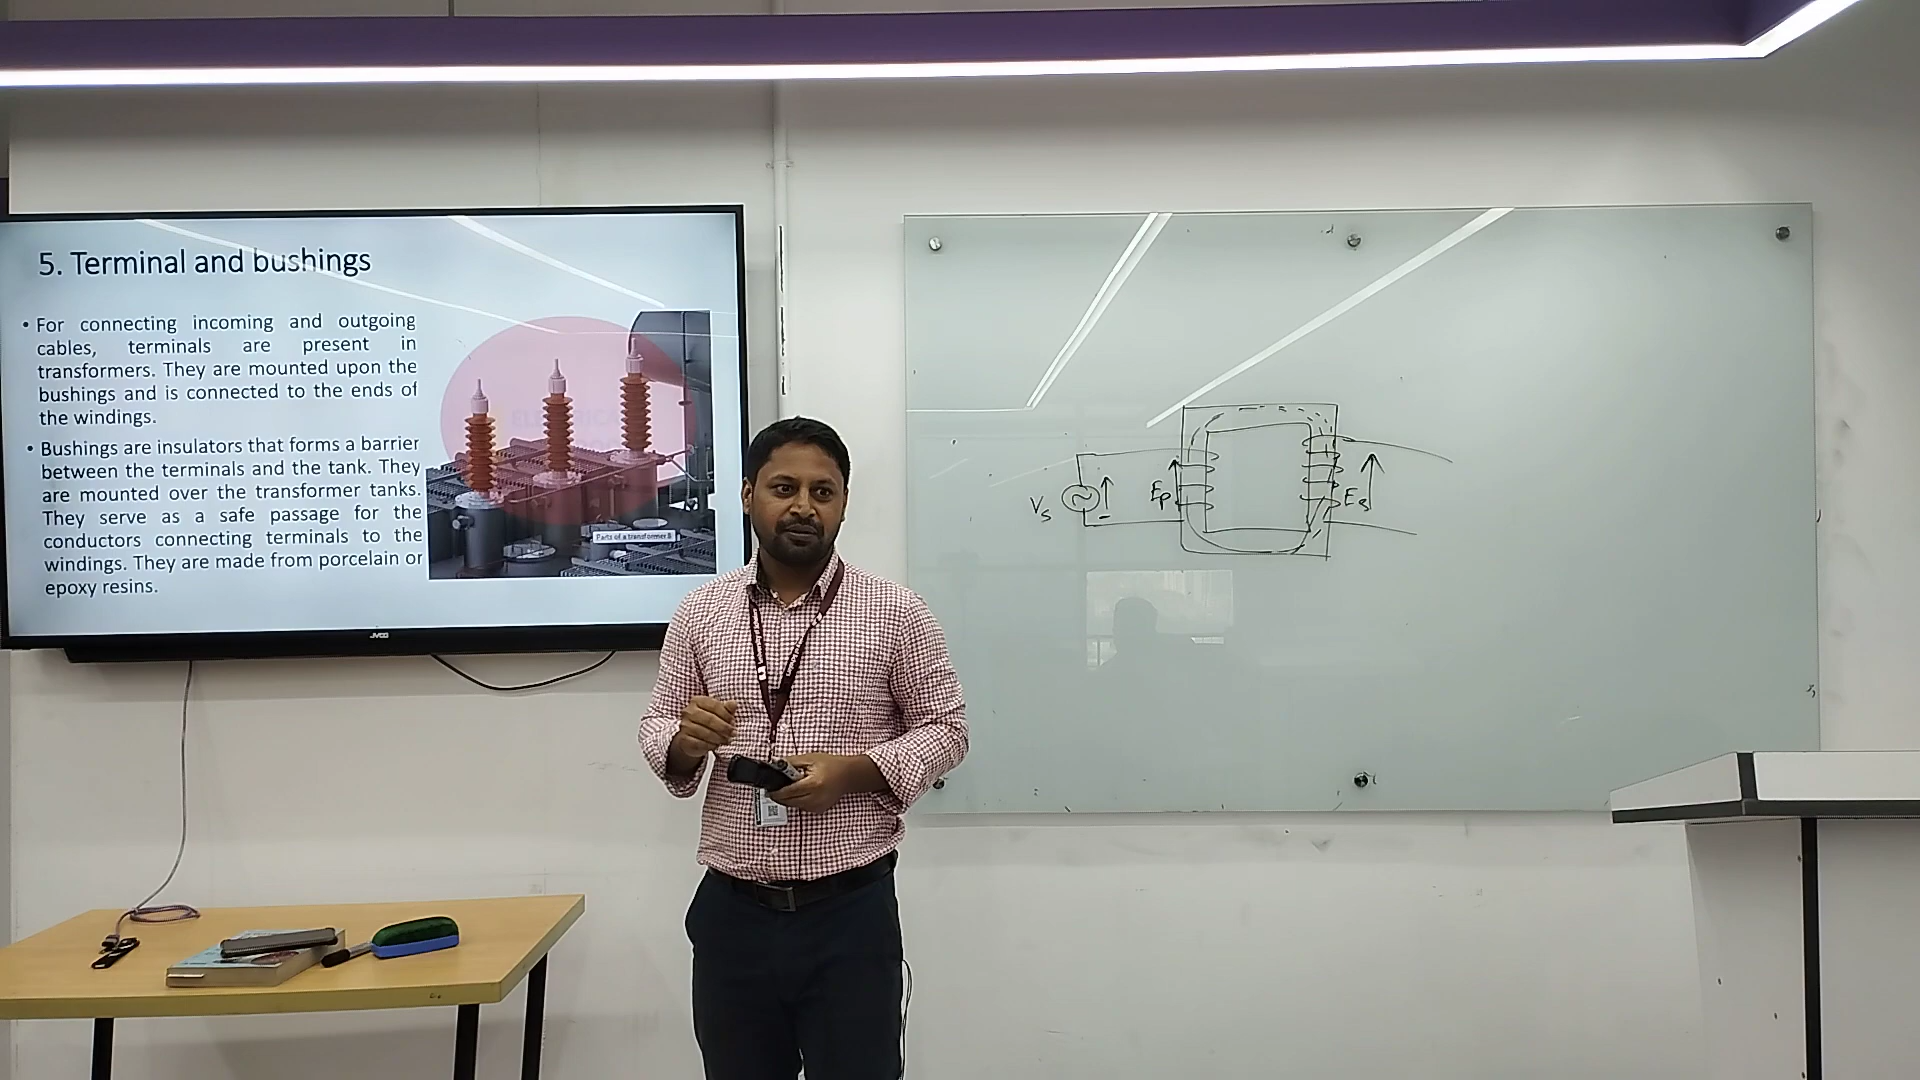 5. Terminal and bushings
• For connecting incoming and outgoing
cables, terminals are present in
transformers. They are mounted upon the
bushings and is connected to the ends of
the windings.
• Bushings are insulators that forms a barrier
between the terminals and the tank. They
are mounted over the transformer tanks.
They serve as a safe passage for the
conductors connecting terminals to the
windings. They are made from porcelain or
epoxy resins.
Parts of a transformer 5
JVCO
Vs
Ep
Es